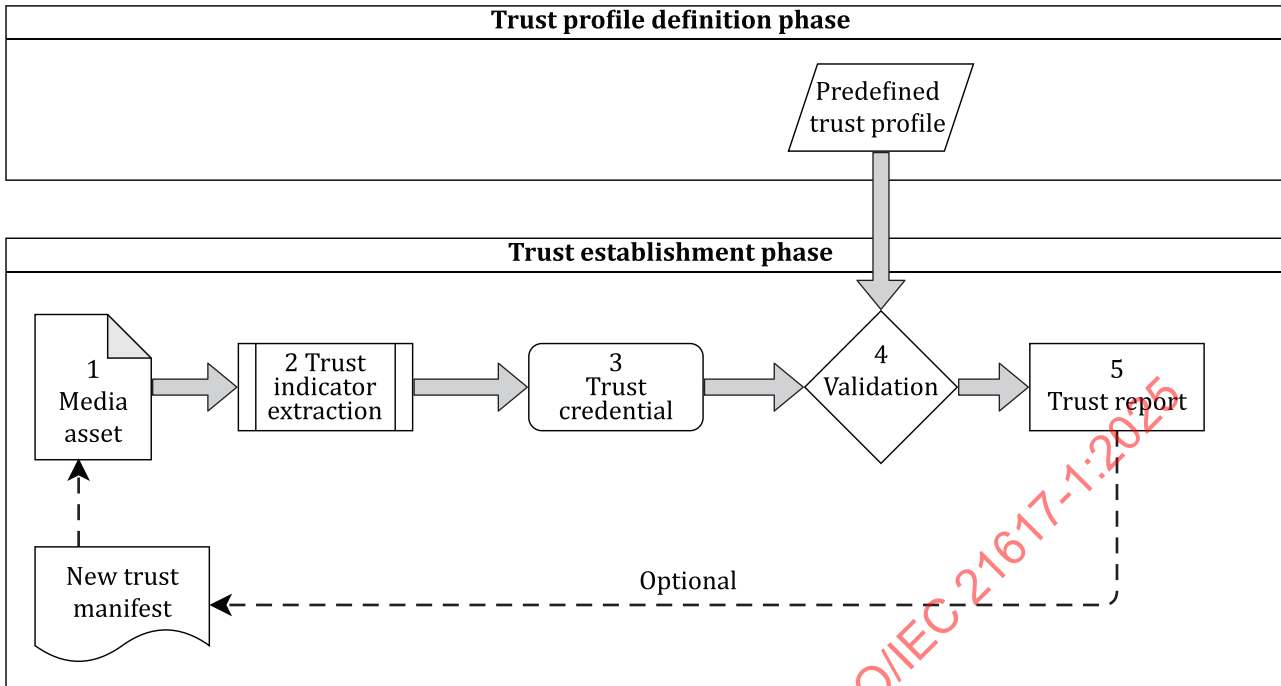 Trust profile definition phase
Predefined
trust profile
Trust establishment phase
1
Media
asset
2 Trust
indicator
extraction
3
Trust
credential
4
Validation
5
Trust report
New trust
manifest
Optional
O/IEC 21617-1:2025